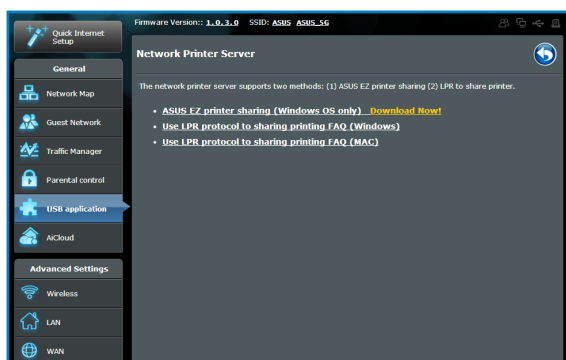 Quick Internet
Setup
Firmware Version:: 1.0.3.0 SSID: ASUS ASUS_5G
General
Network Map
Guest Network
Traffic Manager
Parental control
USB application
AiCloud
Advanced Settings
Wireless
LAN
WAN
Network Printer Server
The network printer server supports two methods: (1) ASUS EZ printer sharing (2) LPR to share printer.
• ASUS EZ printer sharing (Windows OS only) Download Now!
• Use LPR protocol to sharing printing FAQ (Windows)
• Use LPR protocol to sharing printing FAQ (MAC)